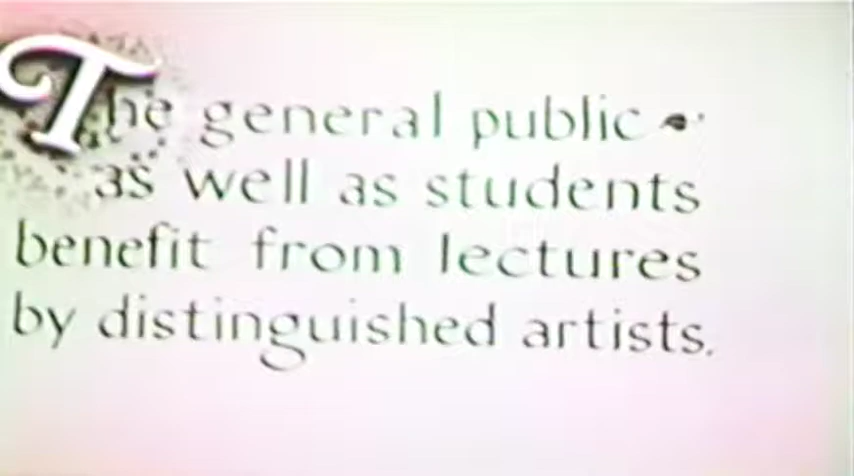 The general public
as well as students
benefit from lectures
by distinguished artists.